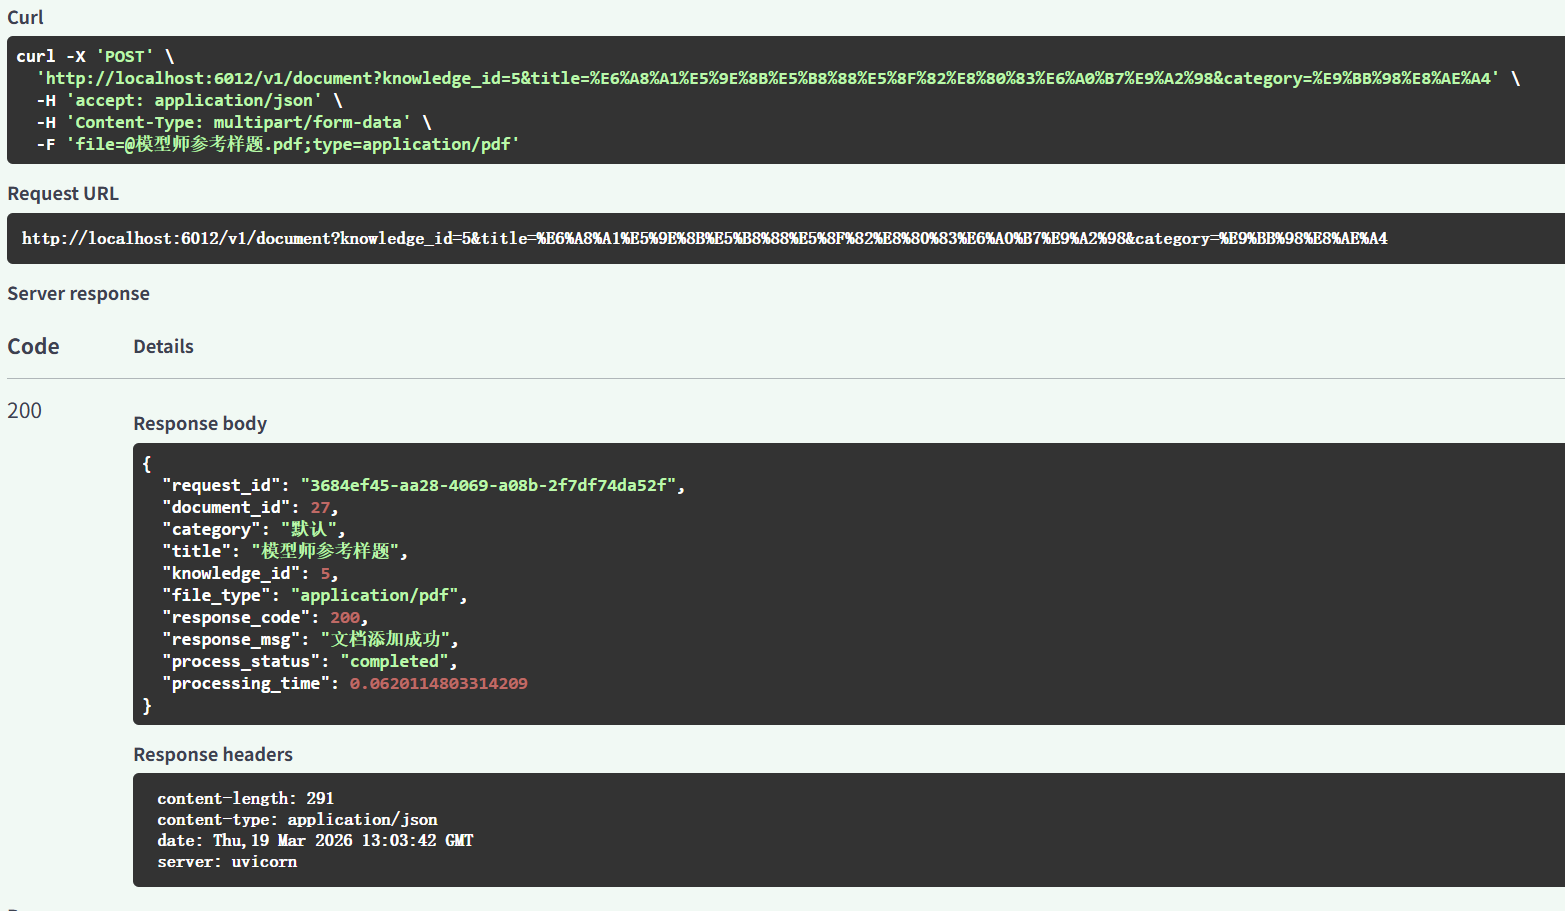 Curl
curl -X 'POST' \
'http://localhost:6012/v1/document?knowledge_id=5&title=%E6%A8%A1%E5%9E%8B%E5%B8%88%E5%8F%82%E8%80%83%E6%A0%B7%E9%A2%98&category=%E9%BB%98%E8%AE%A4' \
-H 'accept: application/json' \
-H 'Content-Type: multipart/form-data' \
-F 'file=@模型师参考样题.pdf;type=application/pdf'
Request URL
http://localhost:6012/v1/document?knowledge_id=5&title=%E6%A8%A1%E5%9E%8B%E5%B8%88%E5%8F%82%E8%80%83%E6%A0%B7%E9%A2%98&category=%E9%BB%98%E8%AE%A4
Server response
Code Details
200
Response body
{
"request_id": "3684ef45-aa28-4069-a08b-2f7df74da52f",
"document_id": 27,
"category": "默认",
"title": "模型师参考样题",
"knowledge_id": 5,
"file_type": "application/pdf",
"response_code": 200,
"response_msg": "文档添加成功",
"process_status": "completed",
"processing_time": 0.0620114803314209
}
Response headers
content-length: 291
content-type: application/json
date: Thu,19 Mar 2026 13:03:42 GMT
server: uvicorn